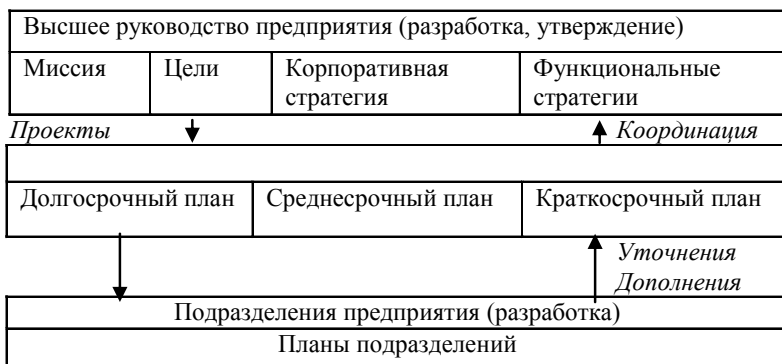 Высшее руководство предприятия (разработка, утверждение)
Миссия
Цели
Корпоративная
стратегия
Функциональные
стратегии
Проекты
Координация
Долгосрочный план
Среднесрочный план
Краткосрочный план
Уточнения
Дополнения
Подразделения предприятия (разработка)
Планы подразделений